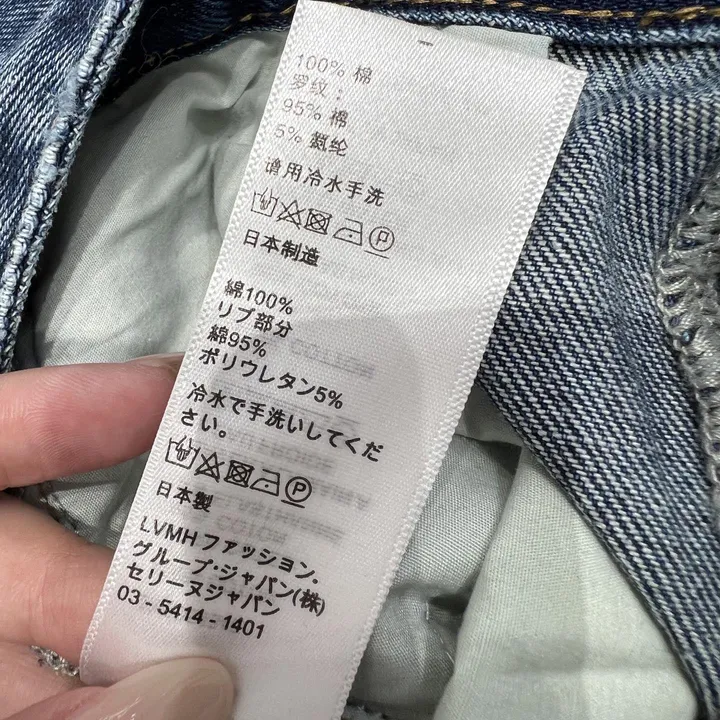 100% 棉
罗纹：
95% 棉
5% 氨纶
请用冷水手洗
日本制造
綿100%
リブ部分
綿95%
ポリウレタン5%
冷水で手洗いしてくだ
さい。
日本製
LVMHファッション.
グループ・ジャパン(株)
セリーヌジャパン
03 - 5414 - 1401